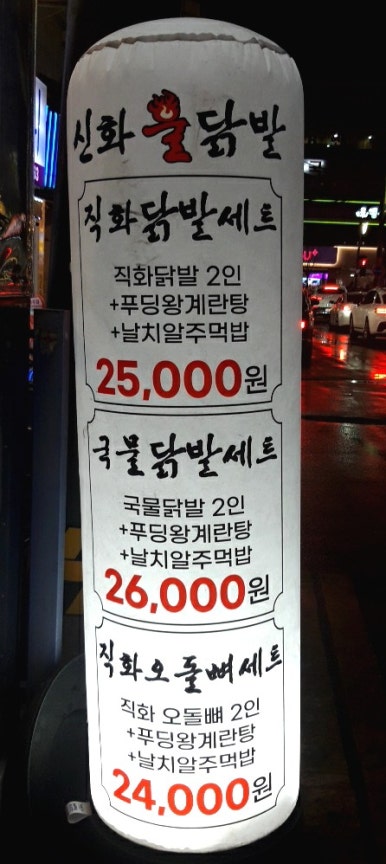 신화불닭발
직화닭발세트
직화닭발 2인
+푸딩왕계란탕
+날치알주먹밥
25,000원
국물닭발세트
국물닭발 2인
+푸딩왕계란탕
+날치알주먹밥
26,000원
직화오돌뼈세트
직화 오돌뼈 2인
+푸딩왕계란탕
+날치알주먹밥
24,000원